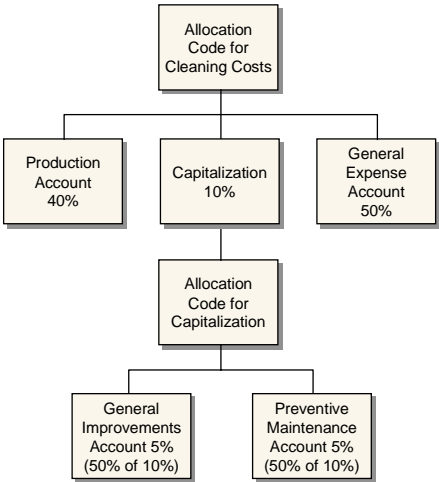 Allocation
Code for
Cleaning Costs
Production
Account
40%
Capitalization
10%
General
Expense
Account
50%
Allocation
Code for
Capitalization
General
Improvements
Account 5%
(50% of 10%)
Preventive
Maintenance
Account 5%
(50% of 10%)